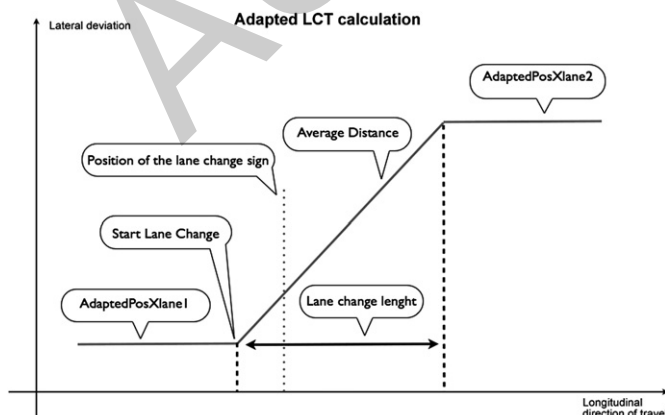 Adapted LCT calculation
Lateral deviation
AdaptedPosXlane2
Average Distance
Position of the lane change sign
Start Lane Change
AdaptedPosXlane1
Lane change lenght
Longitudinal
direction of trave